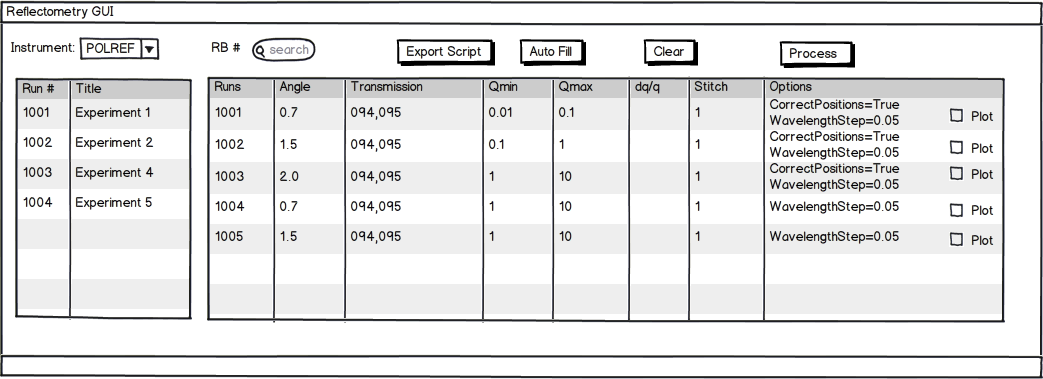 Reflectometry GUI
Instrument: POLREF RB # search Export Script Auto Fill Clear Process
Run # Title
1001 Experiment 1
1002 Experiment 2
1003 Experiment 4
1004 Experiment 5
Runs Angle Transmission Qmin Qmax dq/q Stitch Options
1001 0.7 094,095 0.01 0.1 1 CorrectPositions=True
WavelengthStep=0.05 Plot
1002 1.5 094,095 0.1 1 1 CorrectPositions=True
WavelengthStep=0.05 Plot
1003 2.0 094,095 1 10 1 CorrectPositions=True
WavelengthStep=0.05 Plot
1004 0.7 094,095 1 10 1 WavelengthStep=0.05 Plot
1005 1.5 094,095 1 10 1 WavelengthStep=0.05 Plot